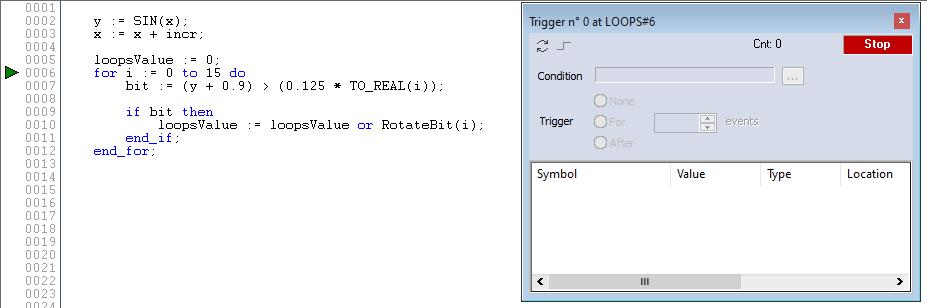 0001
0002 y := SIN(x);
0003 x := x + incr;
0004
0005 loopsValue := 0;
0006 for i := 0 to 15 do
0007 bit := (y + 0.9) > (0.125 * TO_REAL(i));
0008
0009 if bit then
0010 loopsValue := loopsValue or RotateBit(i);
0011 end_if;
0012 end_for;
0013
0014
0015
0016
0017
0018
0019
0020
0021
0022
0023
0024
Trigger n° 0 at LOOPS#6
Cnt: 0 Stop
Condition ...
None
Trigger For events
After
Symbol Value Type Location